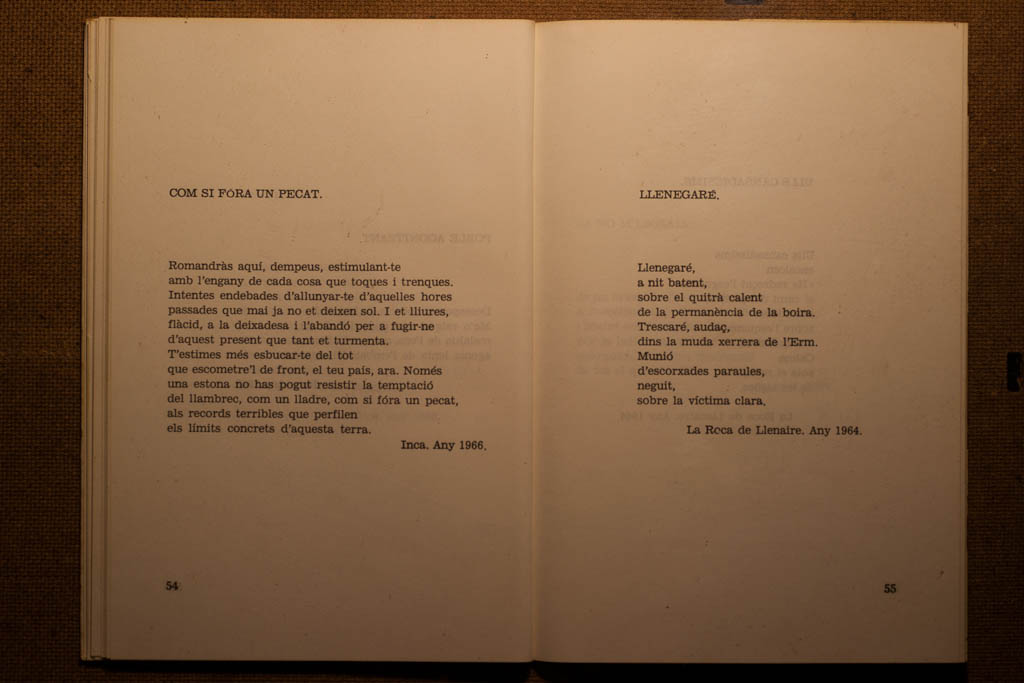 COM SI FÓRA UN PECAT.
Romandràs aquí, dempeus, estimulant-te
amb l'engany de cada cosa que toques i trenques.
Intentes endebades d'allunyar-te d'aquelles hores
passades que mai ja no et deixen sol. I et lliures,
flàcid, a la deixadesa i l'abandó per a fugir-ne
d'aquest present que tant et turmenta.
T'estimes més esbucar-te del tot
que escometre'l de front, el teu país, ara. Només
una estona no has pogut resistir la temptació
del llambrec, com un lladre, com si fóra un pecat,
als records terribles que perfilen
els límits concrets d'aquesta terra.
Inca. Any 1966.
54
LLENEGARÉ.
Llenegaré,
a nit batent,
sobre el quitrà calent
de la permanència de la boira.
Trescaré, audaç,
dins la muda xerrera de l'Erm.
Munió
d'escorxades paraules,
neguit,
sobre la víctima clara.
La Roca de Llenaire. Any 1964.
55